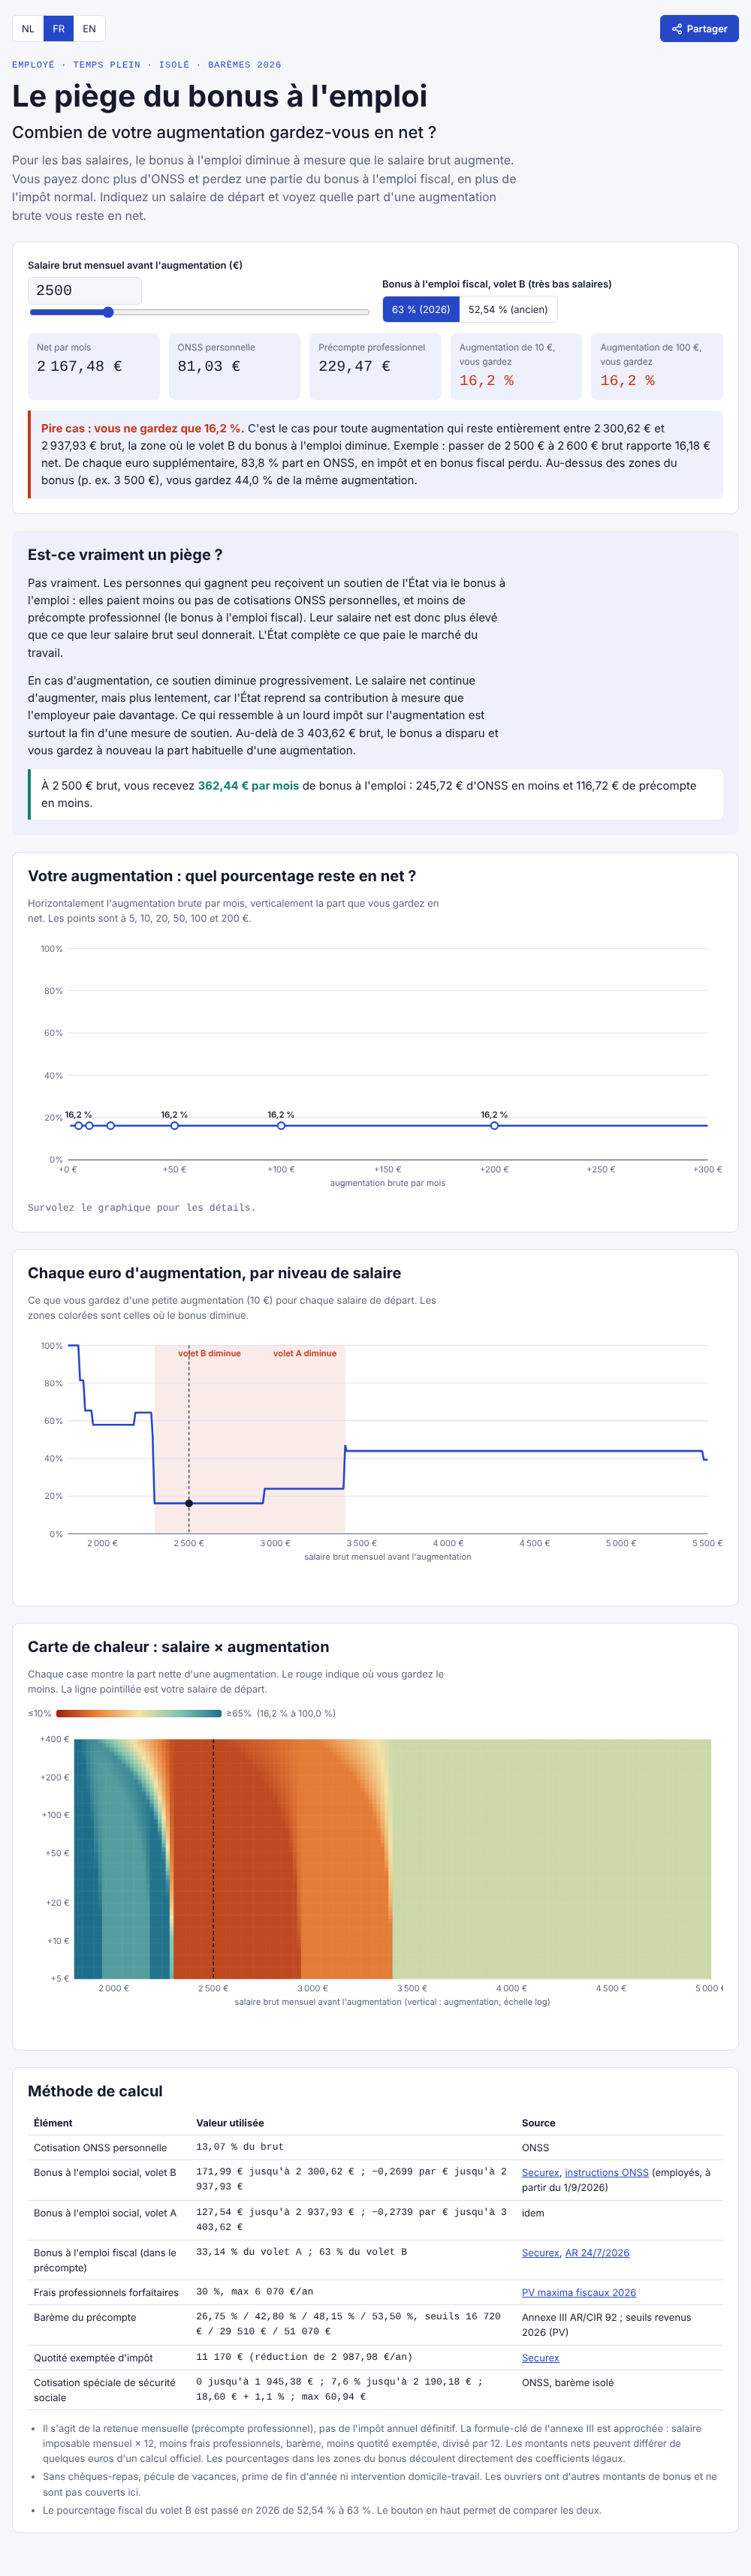 NL FR EN
Partager
EMPLOYÉ · TEMPS PLEIN · ISOLÉ · BARÈMES 2026
Le piège du bonus à l'emploi
Combien de votre augmentation gardez-vous en net ?
Pour les bas salaires, le bonus à l'emploi diminue à mesure que le salaire brut augmente.
Vous payez donc plus d'ONSS et perdez une partie du bonus à l'emploi fiscal, en plus de
l'impôt normal. Indiquez un salaire de départ et voyez quelle part d'une augmentation
brute vous reste en net.
Salaire brut mensuel avant l'augmentation (€)
2500
Bonus à l'emploi fiscal, volet B (très bas salaires)
63 % (2026) 52,54 % (ancien)
Net par mois
2 167,48 €
ONSS personnelle
81,03 €
Précompte professionnel
229,47 €
Augmentation de 10 €,
vous gardez
16,2 %
Augmentation de 100 €,
vous gardez
16,2 %
Pire cas : vous ne gardez que 16,2 %. C'est le cas pour toute augmentation qui reste entièrement entre 2 300,62 € et
2 937,93 € brut, la zone où le volet B du bonus à l'emploi diminue. Exemple : passer de 2 500 € à 2 600 € brut rapporte 16,18 €
net. De chaque euro supplémentaire, 83,8 % part en ONSS, en impôt et en bonus fiscal perdu. Au-dessus des zones du
bonus (p. ex. 3 500 €), vous gardez 44,0 % de la même augmentation.
Est-ce vraiment un piège ?
Pas vraiment. Les personnes qui gagnent peu reçoivent un soutien de l'État via le bonus à
l'emploi : elles paient moins ou pas de cotisations ONSS personnelles, et moins de
précompte professionnel (le bonus à l'emploi fiscal). Leur salaire net est donc plus élevé
que ce que leur salaire brut seul donnerait. L'État complète ce que paie le marché du
travail.
En cas d'augmentation, ce soutien diminue progressivement. Le salaire net continue
d'augmenter, mais plus lentement, car l'État reprend sa contribution à mesure que
l'employeur paie davantage. Ce qui ressemble à un lourd impôt sur l'augmentation est
surtout la fin d'une mesure de soutien. Au-delà de 3 403,62 € brut, le bonus a disparu et
vous gardez à nouveau la part habituelle d'une augmentation.
À 2 500 € brut, vous recevez 362,44 € par mois de bonus à l'emploi : 245,72 € d'ONSS en moins et 116,72 € de précompte
en moins.
Votre augmentation : quel pourcentage reste en net ?
Horizontalement l'augmentation brute par mois, verticalement la part que vous gardez en
net. Les points sont à 5, 10, 20, 50, 100 et 200 €.
100%
80%
60%
40%
20%
0%
16,2 % 16,2 % 16,2 % 16,2 %
+0 € +50 € +100 € +150 € +200 € +250 € +300 €
augmentation brute par mois
Survolez le graphique pour les détails.
Chaque euro d'augmentation, par niveau de salaire
Ce que vous gardez d'une petite augmentation (10 €) pour chaque salaire de départ. Les
zones colorées sont celles où le bonus diminue.
100%
80%
60%
40%
20%
0%
volet B diminue volet A diminue
2 000 € 2 500 € 3 000 € 3 500 € 4 000 € 4 500 € 5 000 € 5 500 €
salaire brut mensuel avant l'augmentation
Carte de chaleur : salaire × augmentation
Chaque case montre la part nette d'une augmentation. Le rouge indique où vous gardez le
moins. La ligne pointillée est votre salaire de départ.
≤10% ≥65% (16,2 % à 100,0 %)
+400 €
+200 €
+100 €
+50 €
+20 €
+10 €
+5 €
2 000 € 2 500 € 3 000 € 3 500 € 4 000 € 4 500 € 5 000 €
salaire brut mensuel avant l'augmentation (vertical : augmentation, échelle log)
Méthode de calcul
Élément Valeur utilisée Source
Cotisation ONSS personnelle 13,07 % du brut ONSS
Bonus à l'emploi social, volet B 171,99 € jusqu'à 2 300,62 € ; −0,2699 par € jusqu'à 2
937,93 € Securex, instructions ONSS (employés, à
partir du 1/9/2026)
Bonus à l'emploi social, volet A 127,54 € jusqu'à 2 937,93 € ; −0,2739 par € jusqu'à 3
403,62 € idem
Bonus à l'emploi fiscal (dans le
précompte) 33,14 % du volet A ; 63 % du volet B Securex, AR 24/7/2026
Frais professionnels forfaitaires 30 %, max 6 070 €/an PV maxima fiscaux 2026
Barème du précompte 26,75 % / 42,80 % / 48,15 % / 53,50 %, seuils 16 720
€ / 29 510 € / 51 070 € Annexe III AR/CIR 92 ; seuils revenus
2026 (PV)
Quotité exemptée d'impôt 11 170 € (réduction de 2 987,98 €/an) Securex
Cotisation spéciale de sécurité
sociale 0 jusqu'à 1 945,38 € ; 7,6 % jusqu'à 2 190,18 € ;
18,60 € + 1,1 % ; max 60,94 € ONSS, barème isolé
• Il s'agit de la retenue mensuelle (précompte professionnel), pas de l'impôt annuel définitif. La formule-clé de l'annexe III est approchée : salaire
imposable mensuel × 12, moins frais professionnels, barème, moins quotité exemptée, divisé par 12. Les montants nets peuvent différer de
quelques euros d'un calcul officiel. Les pourcentages dans les zones du bonus découlent directement des coefficients légaux.
• Sans chèques-repas, pécule de vacances, prime de fin d'année ni intervention domicile-travail. Les ouvriers ont d'autres montants de bonus et ne
sont pas couverts ici.
• Le pourcentage fiscal du volet B est passé en 2026 de 52,54 % à 63 %. Le bouton en haut permet de comparer les deux.